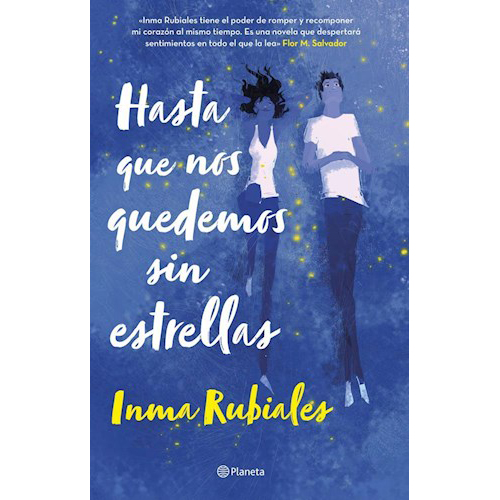 «Inma Rubiales tiene el poder de romper y recomponer
mi corazón al mismo tiempo. Es una novela que despertará
sentimientos en todo el que la lea» Flor M. Salvador
Hasta
que nos
quedemos
sin
estrellas
Inma Rubiales
Planeta